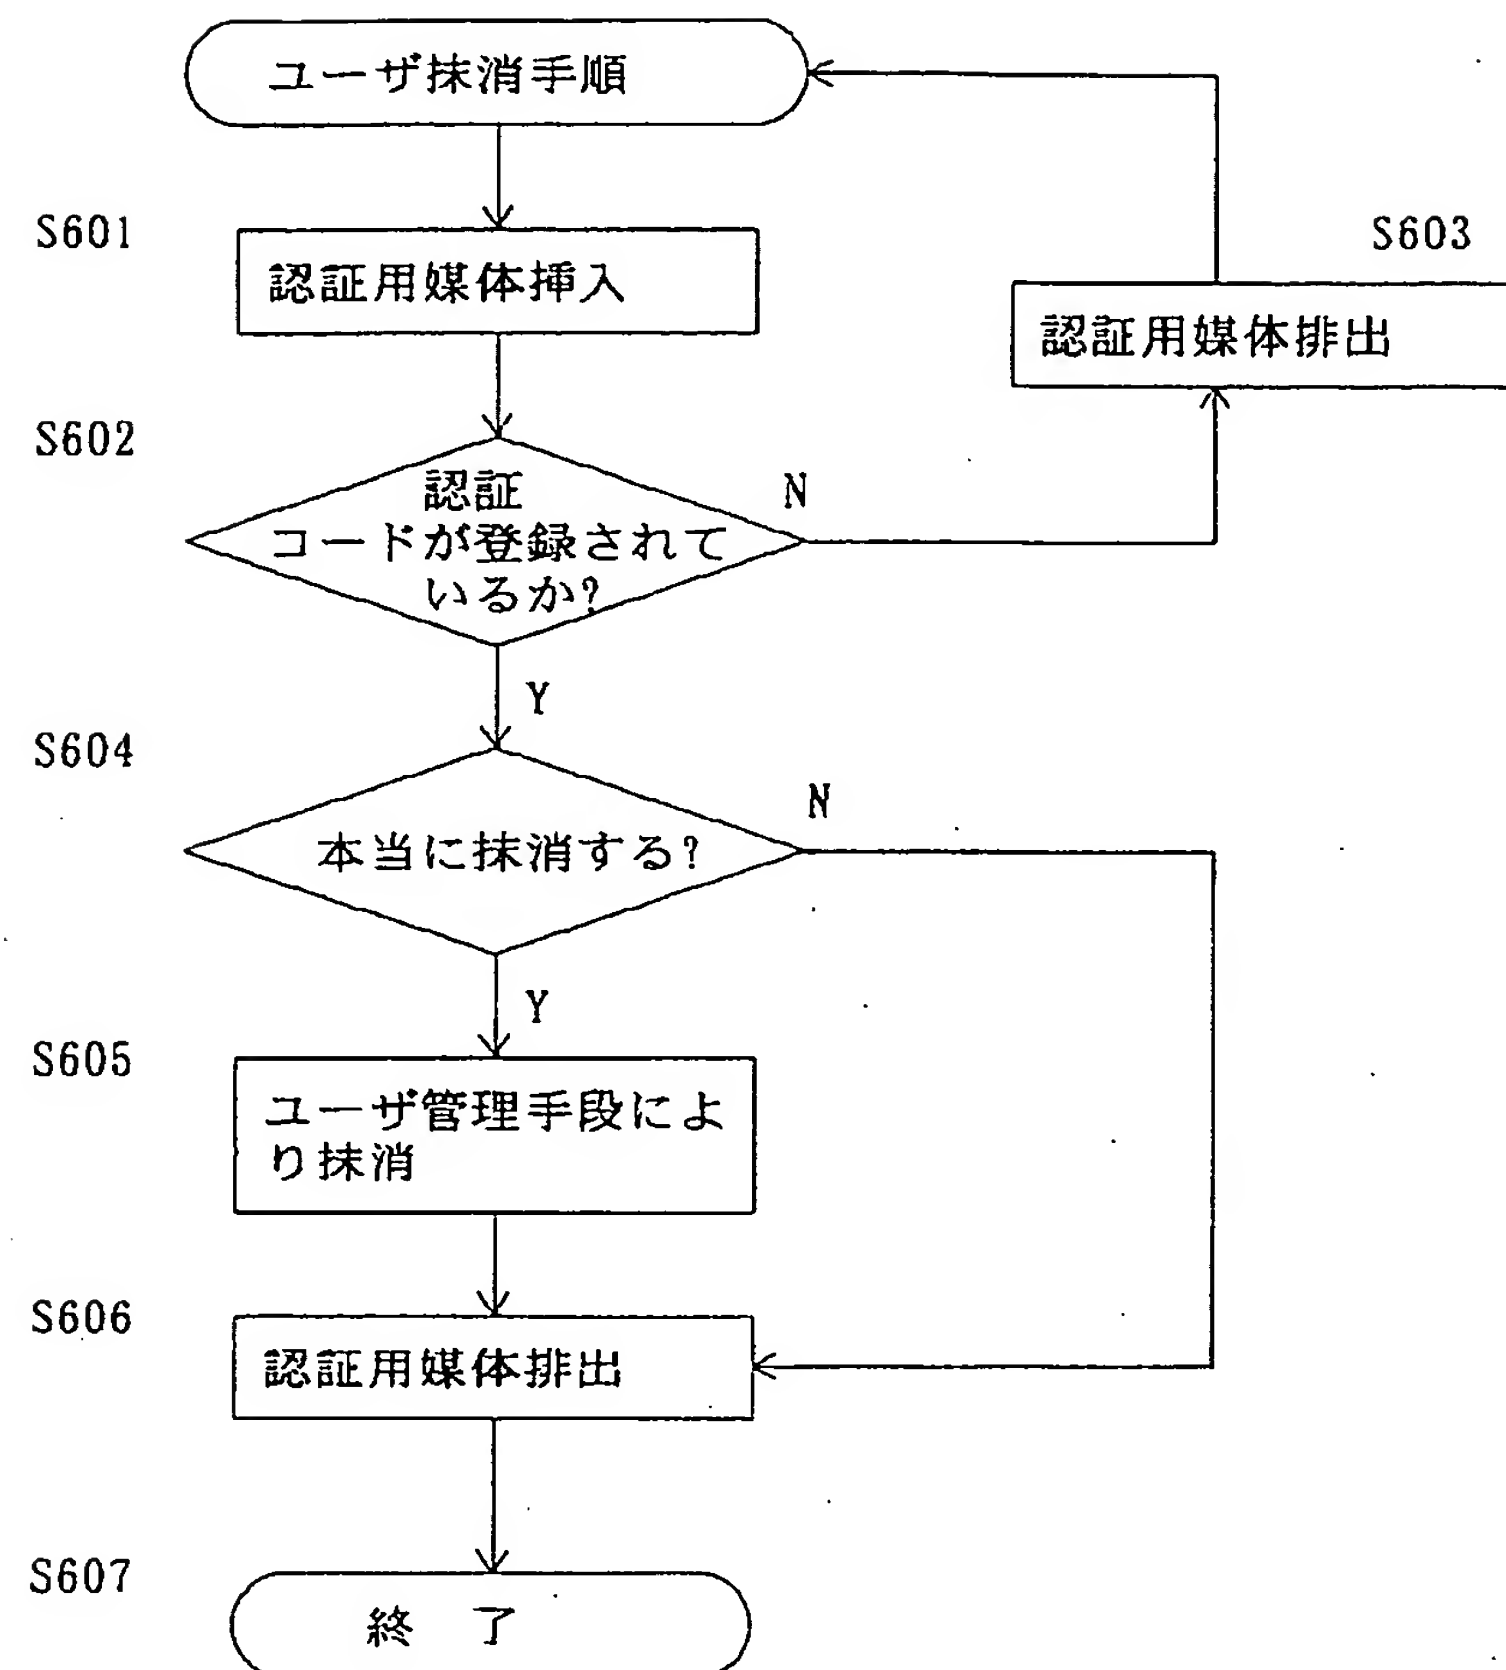 ユーザ抹消手順
S601
認証用媒体挿入
S603
認証用媒体排出
S602
認証
コードが登録されて
いるか?
N
Y
S604
本当に抹消する?
N
Y
S605
ユーザ管理手段によ
り抹消
S606
認証用媒体排出
S607
終 了